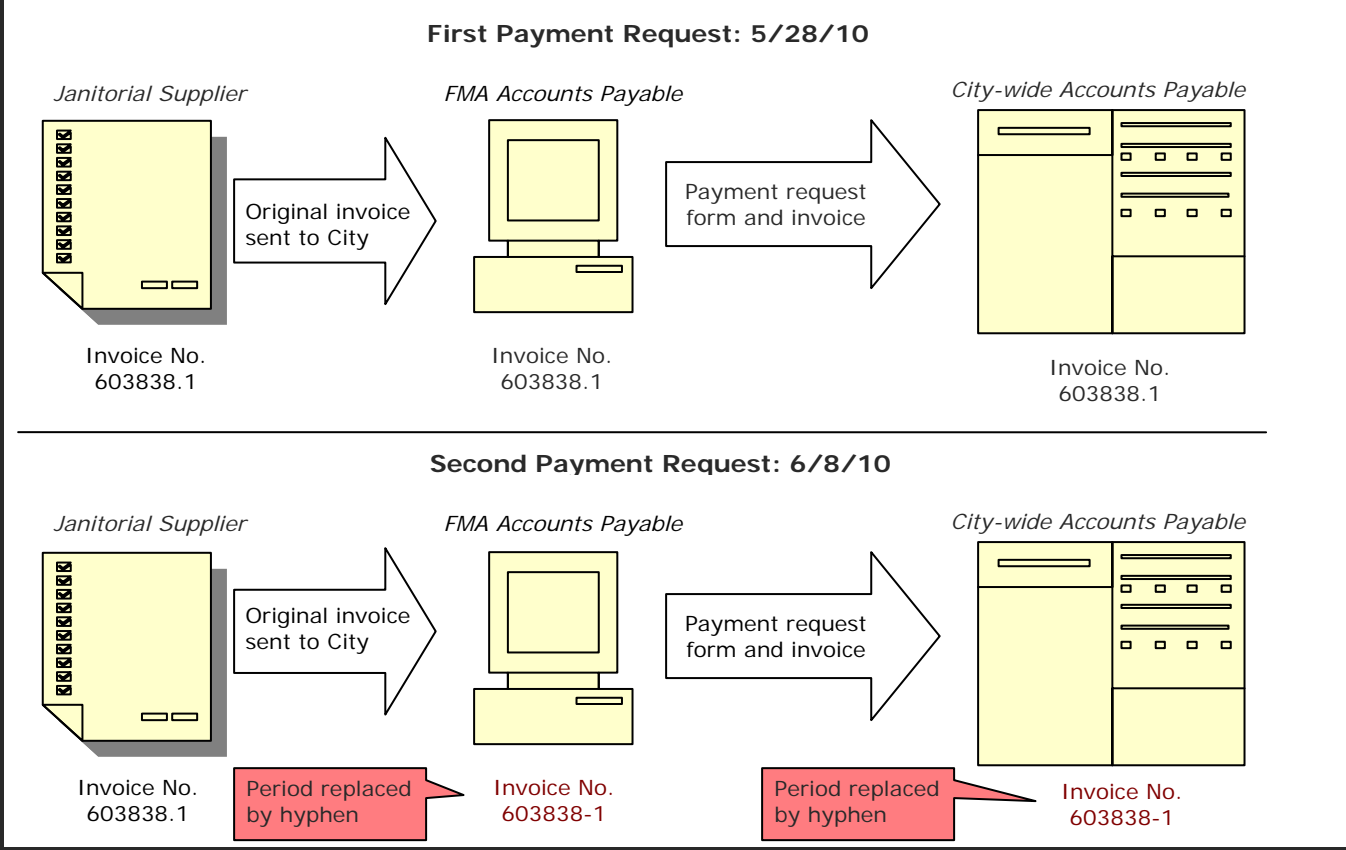 First Payment Request: 5/28/10
Janitorial Supplier
FMA Accounts Payable
City-wide Accounts Payable
Original invoice
sent to City
Payment request
form and invoice
Invoice No.
603838.1
Invoice No.
603838.1
Invoice No.
603838.1
Second Payment Request: 6/8/10
Janitorial Supplier
FMA Accounts Payable
City-wide Accounts Payable
Original invoice
sent to City
Payment request
form and invoice
Invoice No.
603838.1
Period replaced
by hyphen
Invoice No.
603838-1
Period replaced
by hyphen
Invoice No.
603838-1